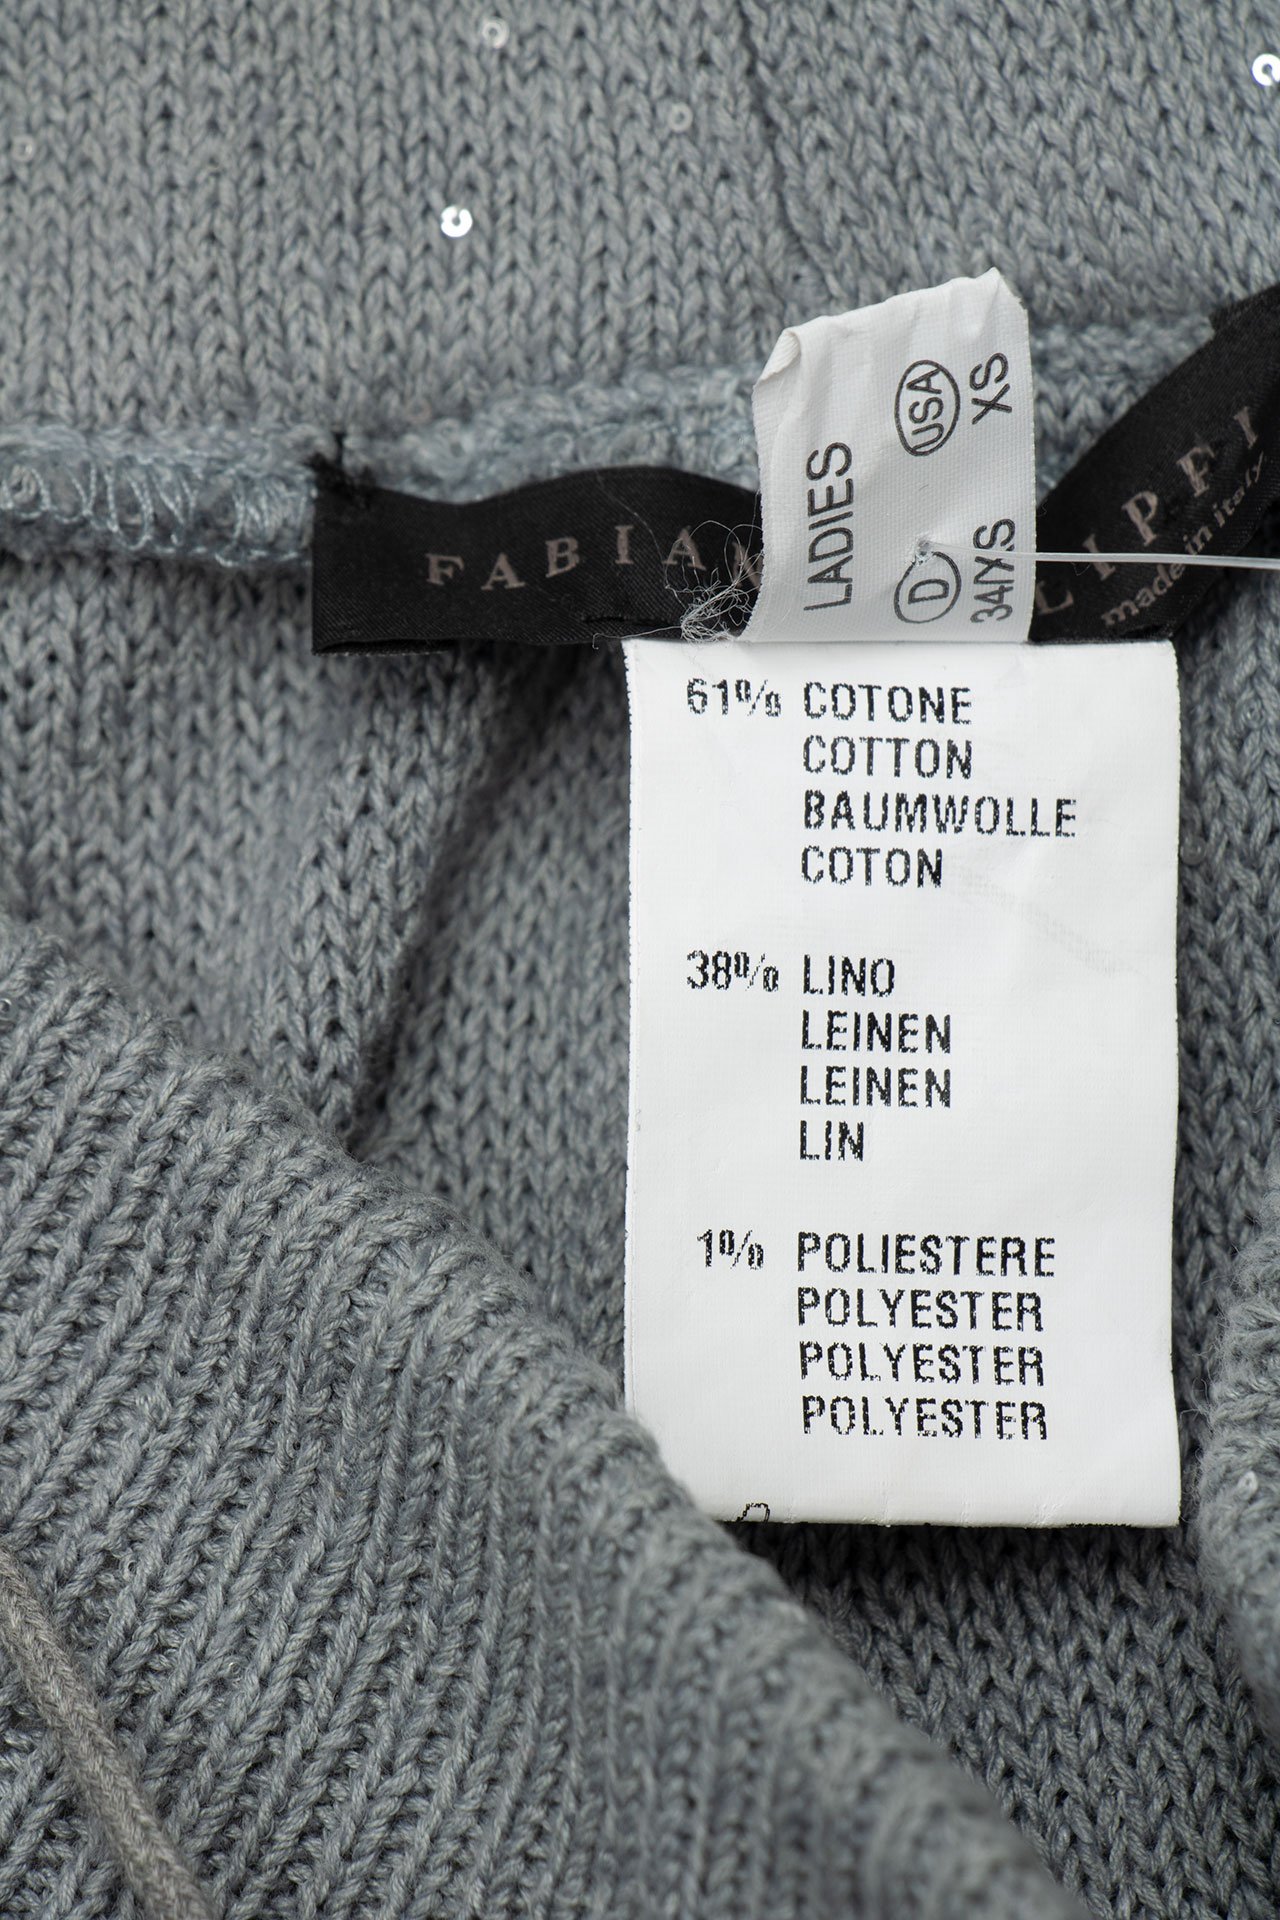 FABIAN
LIPFI
made in italy
LADIES
USA XS
D 34/XS
61% COTONE
COTTON
BAUMWOLLE
COTON
38% LINO
LEINEN
LEINEN
LIN
1% POLIESTERE
POLYESTER
POLYESTER
POLYESTER